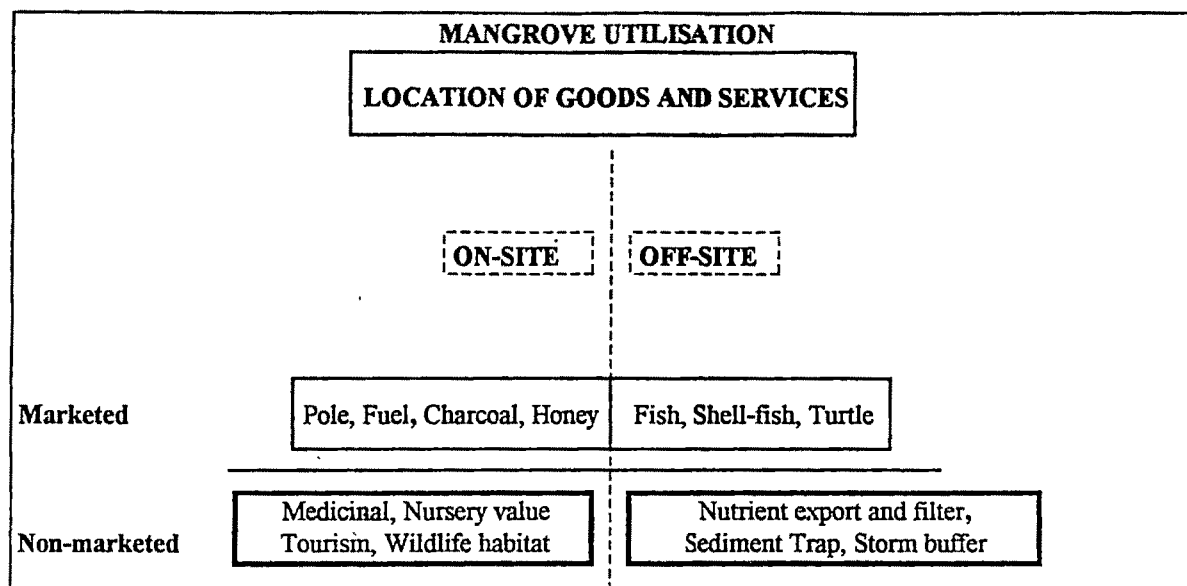 MANGROVE UTILISATION
LOCATION OF GOODS AND SERVICES
ON-SITE
OFF-SITE
Marketed
Pole, Fuel, Charcoal, Honey
Fish, Shell-fish, Turtle
Non-marketed
Medicinal, Nursery value
Tourism, Wildlife habitat
Nutrient export and filter,
Sediment Trap, Storm buffer